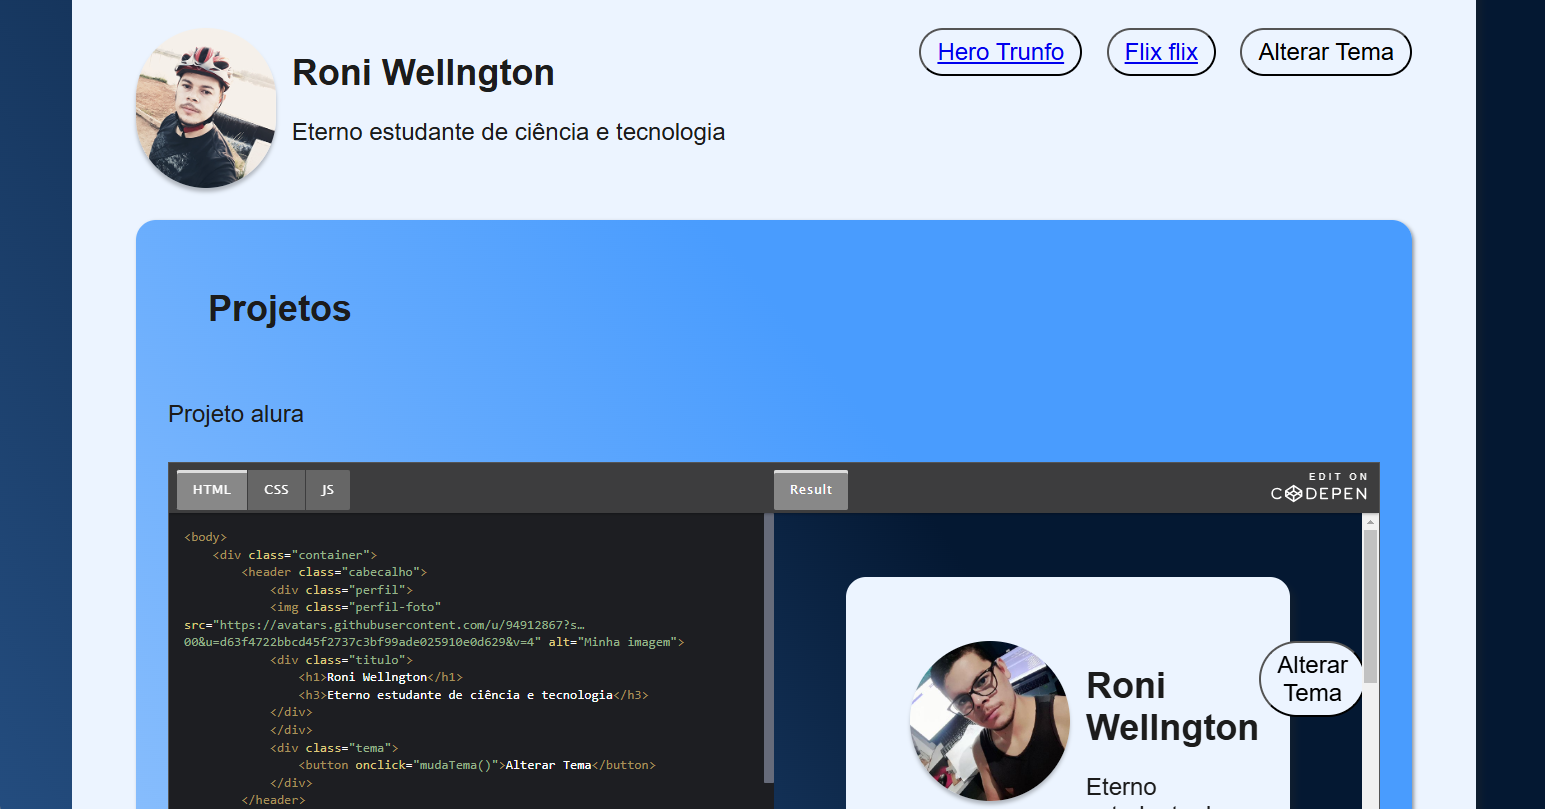 Roni Wellngton
Eterno estudante de ciência e tecnologia
Hero Trunfo
Flix flix
Alterar Tema
Projetos
Projeto alura
HTML
CSS
JS
Result
EDIT ON
CODEPEN
<body>
<div class="container">
<header class="cabecalho">
<div class="perfil">
<img class="perfil-foto"
src="https://avatars.githubusercontent.com/u/94912867?s…
00&u=d63f4722bbcd45f2737c3bf99ade025910e0d629&v=4" alt="Minha imagem">
<div class="titulo">
<h1>Roni Wellngton</h1>
<h3>Eterno estudante de ciência e tecnologia</h3>
</div>
</div>
<div class="tema">
<button onclick="mudaTema()">Alterar Tema</button>
</div>
</header>
Roni
Wellngton
Alterar
Tema
Eterno